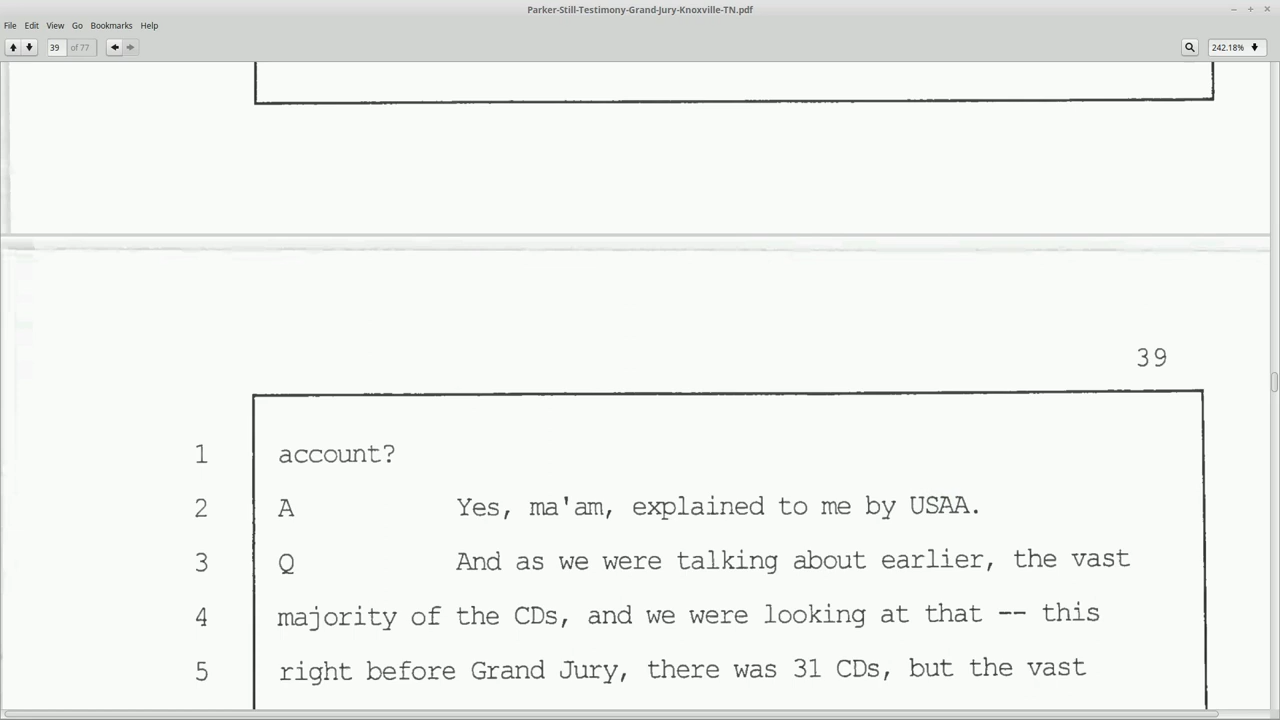 Parker-Still-Testimony-Grand-Jury-Knoxville-TN.pdf
File Edit View Go Bookmarks Help
39 of 77 242.18%
39
1 account?
2 A Yes, ma'am, explained to me by USAA.
3 Q And as we were talking about earlier, the vast
4 majority of the CDs, and we were looking at that -- this
5 right before Grand Jury, there was 31 CDs, but the vast